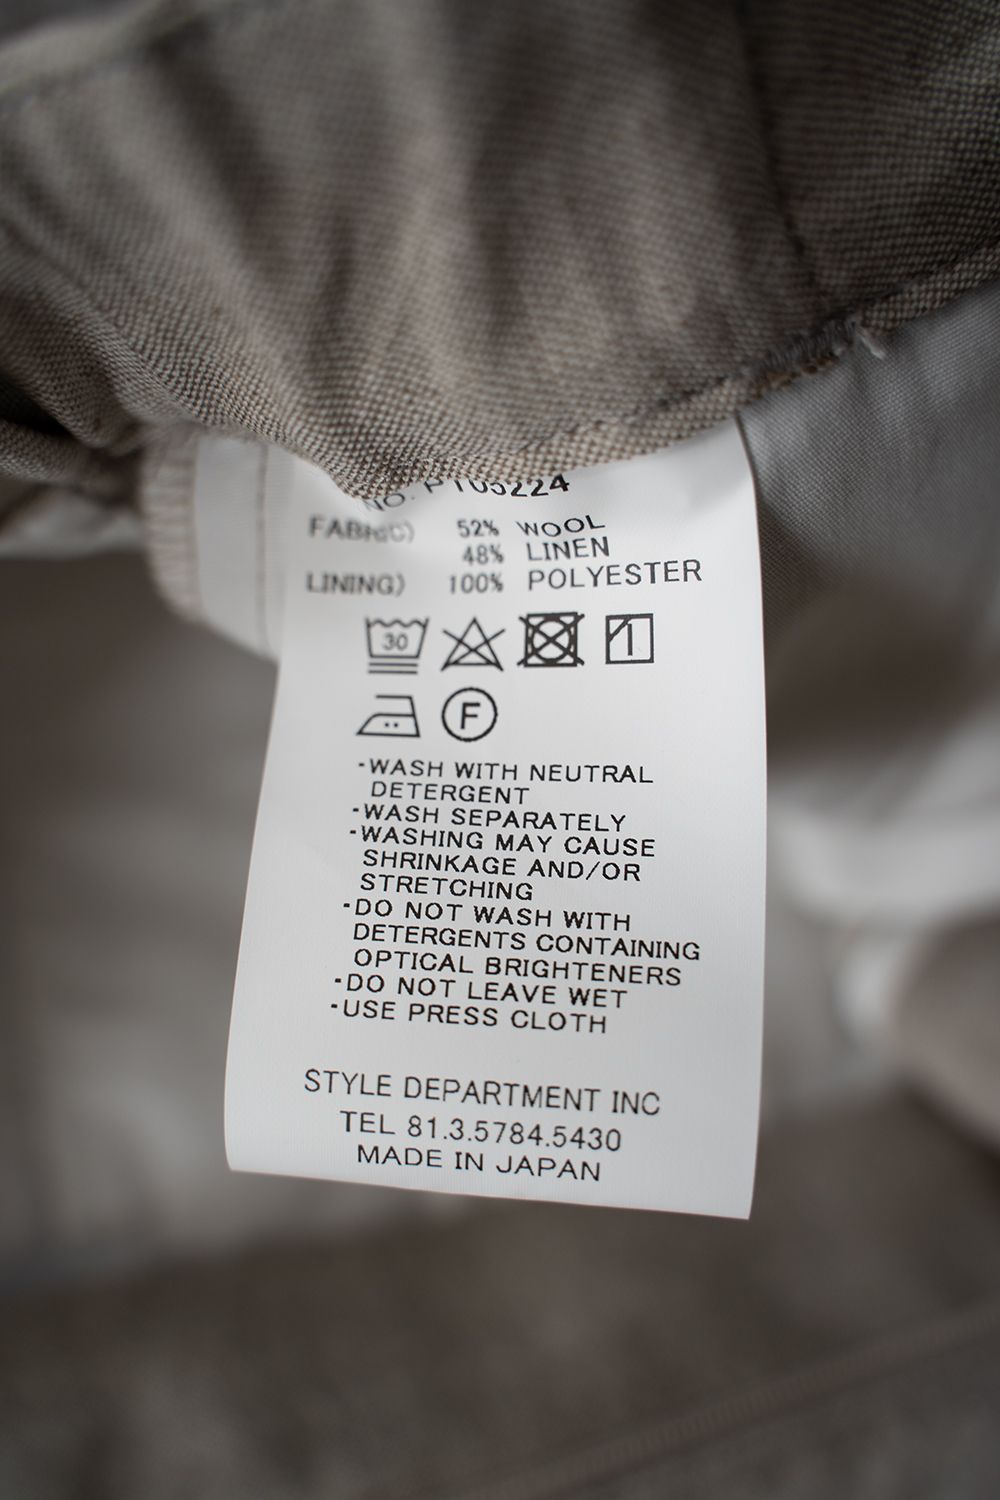 NO. PT05224
FABRIC) 52% WOOL
48% LINEN
LINING) 100% POLYESTER
30
F
-WASH WITH NEUTRAL
DETERGENT
-WASH SEPARATELY
-WASHING MAY CAUSE
SHRINKAGE AND/OR
STRETCHING
-DO NOT WASH WITH
DETERGENTS CONTAINING
OPTICAL BRIGHTENERS
-DO NOT LEAVE WET
-USE PRESS CLOTH
STYLE DEPARTMENT INC
TEL 81.3.5784.5430
MADE IN JAPAN